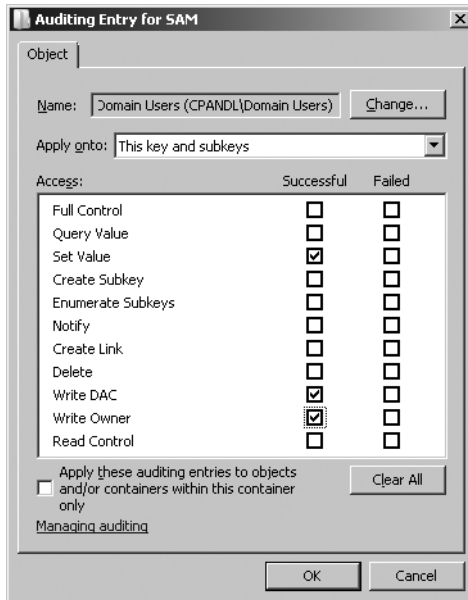 Auditing Entry for SAM
Object
Name: Domain Users (CPANDL\Domain Users) Change...
Apply onto: This key and subkeys
Access: Successful Failed
Full Control
Query Value
Set Value
Create Subkey
Enumerate Subkeys
Notify
Create Link
Delete
Write DAC
Write Owner
Read Control
Apply these auditing entries to objects
and/or containers within this container
only
Clear All
Managing auditing
OK Cancel